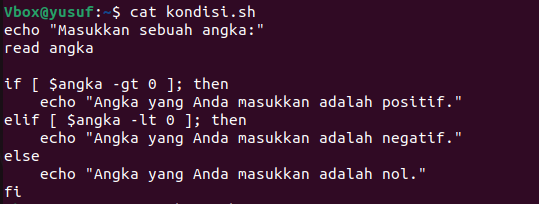 Vbox@yusuf:~$ cat kondisi.sh
echo "Masukkan sebuah angka:"
read angka

if [ $angka -gt 0 ]; then
    echo "Angka yang Anda masukkan adalah positif."
elif [ $angka -lt 0 ]; then
    echo "Angka yang Anda masukkan adalah negatif."
else
    echo "Angka yang Anda masukkan adalah nol."
fi